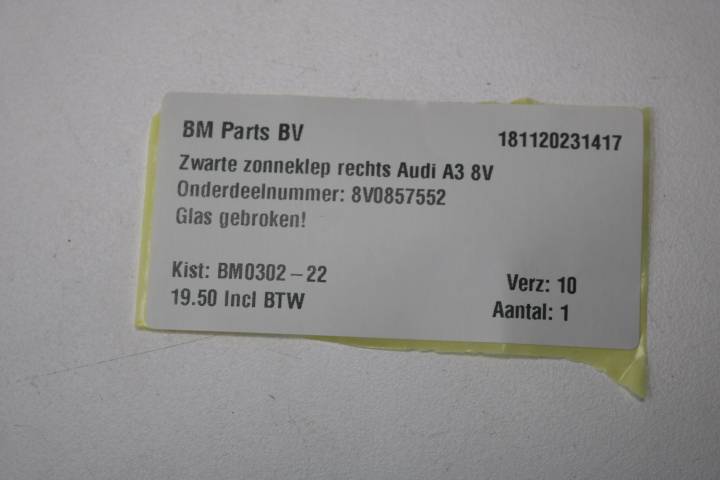 BM Parts BV 181120231417
Zwarte zonneklep rechts Audi A3 8V
Onderdeelnummer: 8V0857552
Glas gebroken!
Kist: BM0302-22 Verz: 10
19.50 Incl BTW Aantal: 1